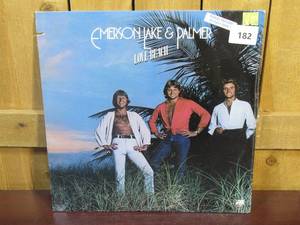 EMERSON, LAKE & PALMER
LOVE BEACH
182